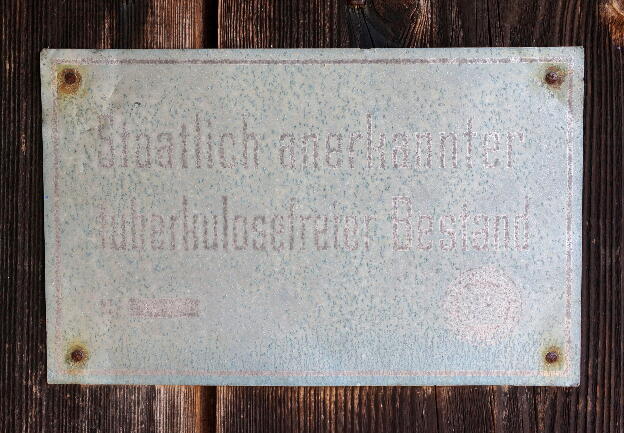 Staatlich anerkannter
tuberkulosefreier Bestand